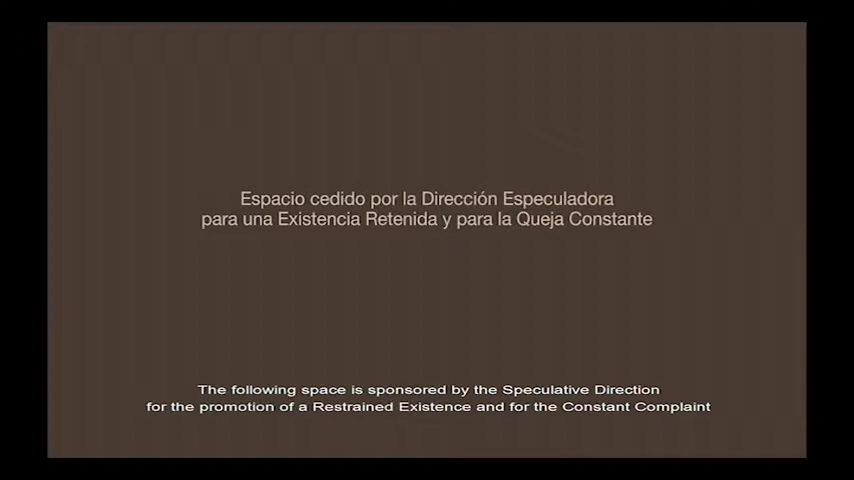 Espacio cedido por la Dirección Especuladora
para una Existencia Retenida y para la Queja Constante
The following space is sponsored by the Speculative Direction
for the promotion of a Restrained Existence and for the Constant Complaint